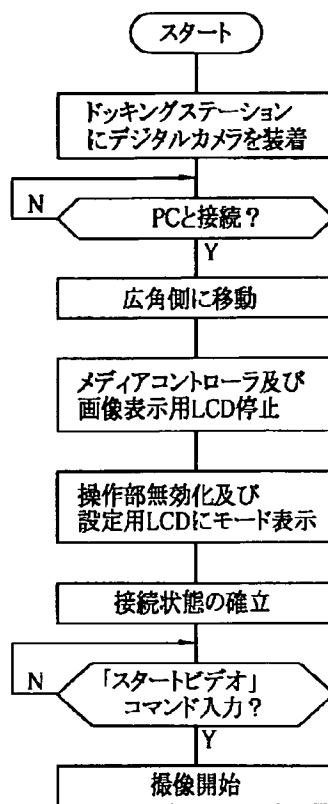 スタート
ドッキングステーション
にデジタルカメラを装着
N
PCと接続？
Y
広角側に移動
メディアコントローラ及び
画像表示用LCD停止
操作部無効化及び
設定用LCDにモード表示
接続状態の確立
N
「スタートビデオ」
コマンド入力？
Y
撮像開始